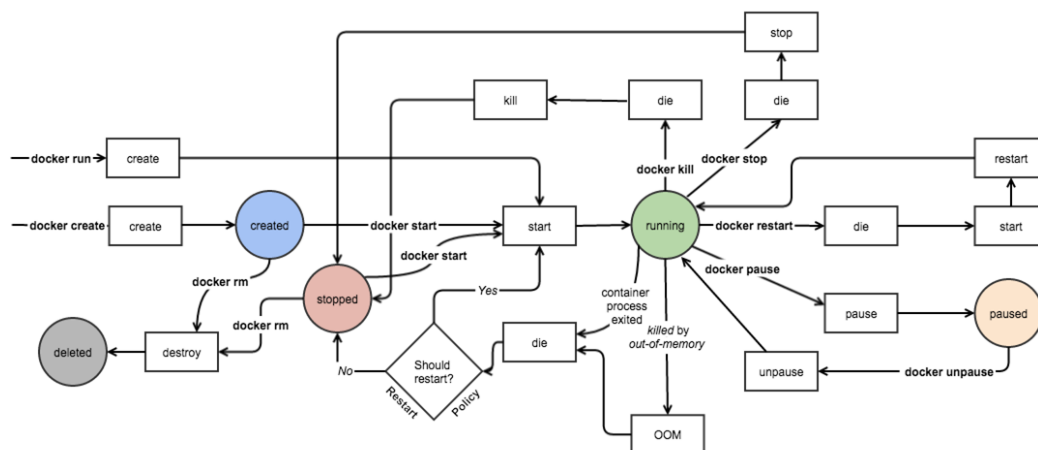 stop
kill
die
die
docker run
create
docker kill
docker stop
restart
docker create
create
created
docker start
start
running
docker restart
die
start
docker start
docker pause
docker rm
stopped
Yes
container
process
exited
pause
paused
docker rm
killed by
out-of-memory
deleted
destroy
No
Should
restart?
die
unpause
docker unpause
Restart
Policy
OOM